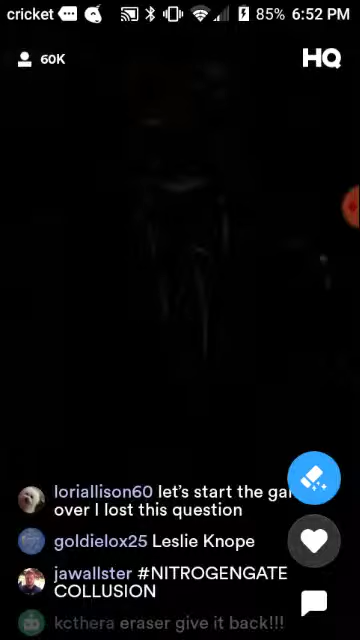 cricket 85% 6:52 PM
60K
HQ
loriallison60 let's start the gar
over I lost this question
goldielox25 Leslie Knope
jawallster #NITROGENGATE
COLLUSION
kcthera eraser give it back!!!